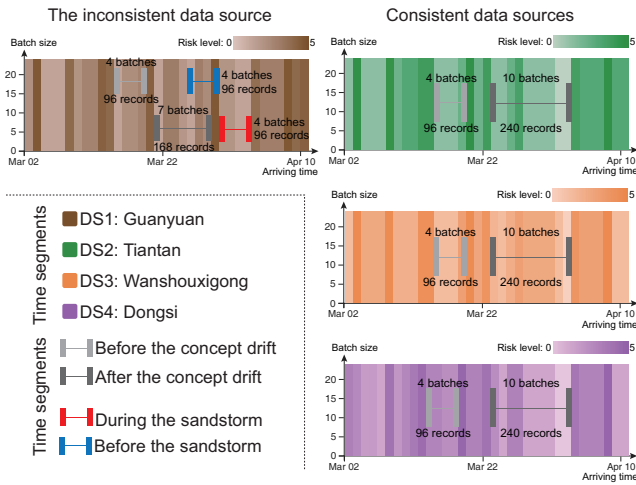 The inconsistent data source
Consistent data sources
Batch size
Risk level: 0
5
20
15
10
5
0
4 batches
96 records
4 batches
96 records
7 batches
168 records
4 batches
96 records
Mar 02
Mar 22
Apr 10
Arriving time
Batch size
Risk level: 0
5
20
15
10
5
0
4 batches
96 records
10 batches
240 records
Mar 02
Mar 22
Apr 10
Arriving time
Time segments
DS1: Guanyuan
DS2: Tiantan
DS3: Wanshouxigong
DS4: Dongsi
Time segments
Before the concept drift
After the concept drift
During the sandstorm
Before the sandstorm
Batch size
Risk level: 0
5
20
15
10
5
0
4 batches
96 records
10 batches
240 records
Mar 02
Mar 22
Apr 10
Arriving time
Batch size
Risk level: 0
5
20
15
10
5
0
4 batches
96 records
10 batches
240 records
Mar 02
Mar 22
Apr 10
Arriving time